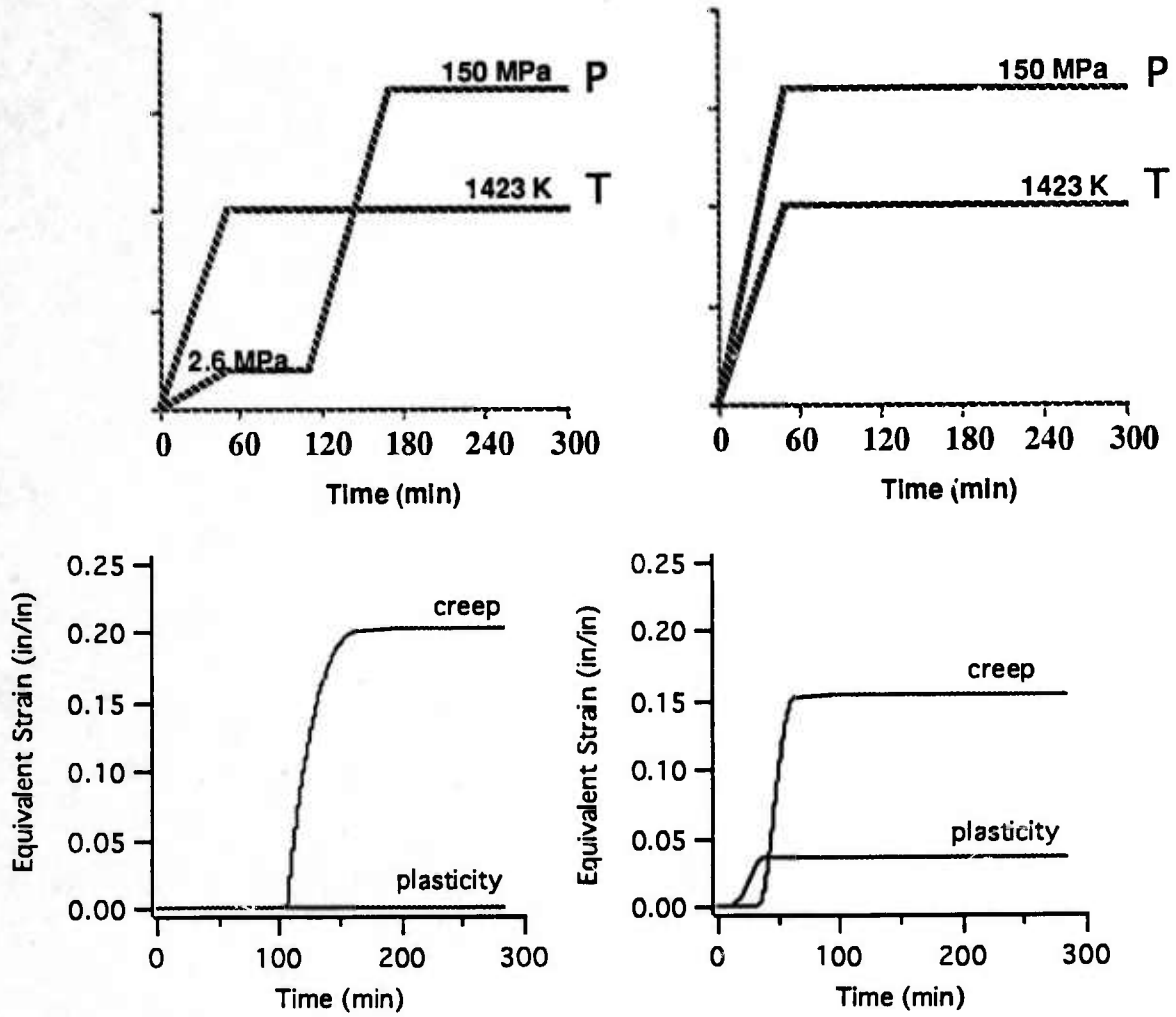 150 MPa P
1423 K T
2.6 MPa
0 60 120 180 240 300
Time (min)
150 MPa P
1423 K T
0 60 120 180 240 300
Time (min)
Equivalent Strain (in/in)
0.25
0.20
0.15
0.10
0.05
0.00
creep
plasticity
0 100 200 300
Time (min)
Equivalent Strain (in/in)
0.25
0.20
0.15
0.10
0.05
0.00
creep
plasticity
0 100 200 300
Time (min)